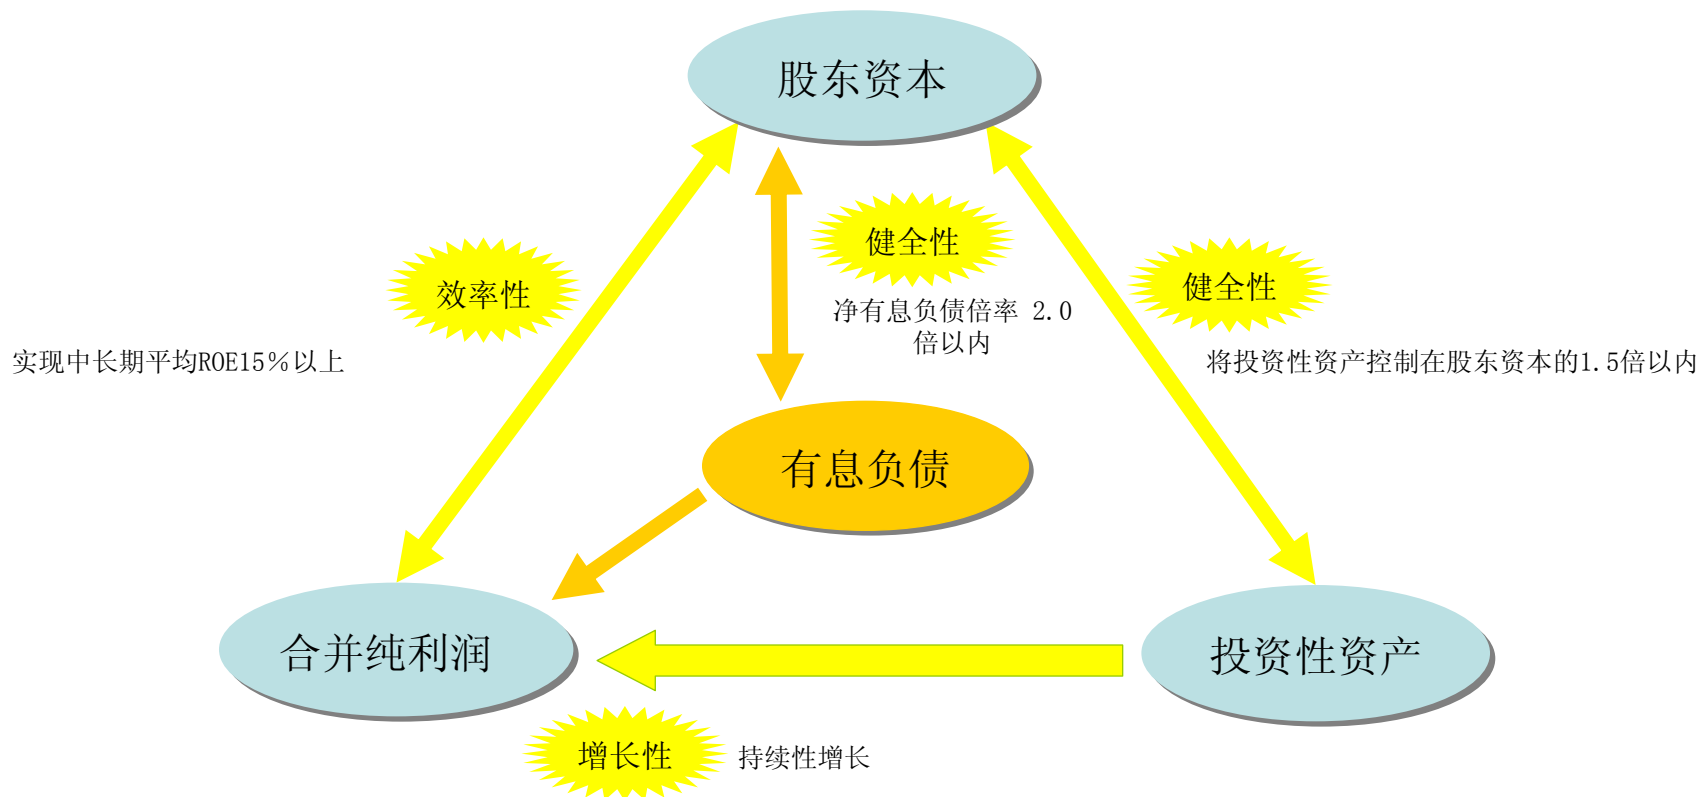 股东资本
健全性
效率性
健全性
净有息负债倍率 2.0
倍以内
实现中长期平均ROE15%以上
将投资性资产控制在股东资本的1.5倍以内
有息负债
合并纯利润
投资性资产
增长性
持续性增长